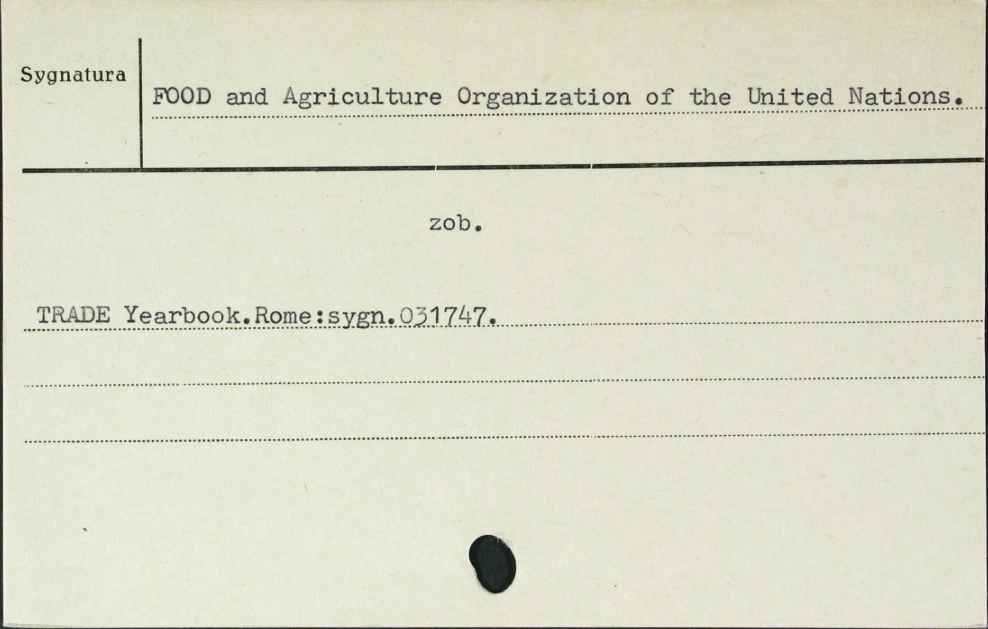 Sygnatura
FOOD and Agriculture Organization of the United Nations.
zob.
TRADE Yearbook.Rome:sygn.031747.